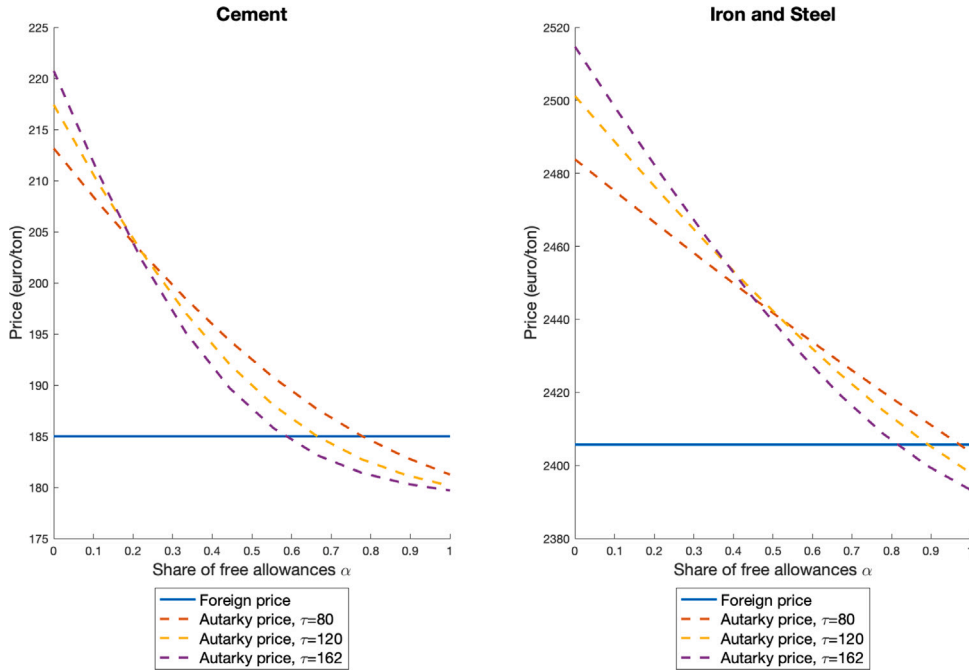 Cement
Price (euro/ton)
225
220
215
210
205
200
195
190
185
180
175
0 0.1 0.2 0.3 0.4 0.5 0.6 0.7 0.8 0.9 1
Share of free allowances α
Foreign price
Autarky price, τ=80
Autarky price, τ=120
Autarky price, τ=162
Iron and Steel
Price (euro/ton)
2520
2500
2480
2460
2440
2420
2400
2380
0 0.1 0.2 0.3 0.4 0.5 0.6 0.7 0.8 0.9 1
Share of free allowances α
Foreign price
Autarky price, τ=80
Autarky price, τ=120
Autarky price, τ=162